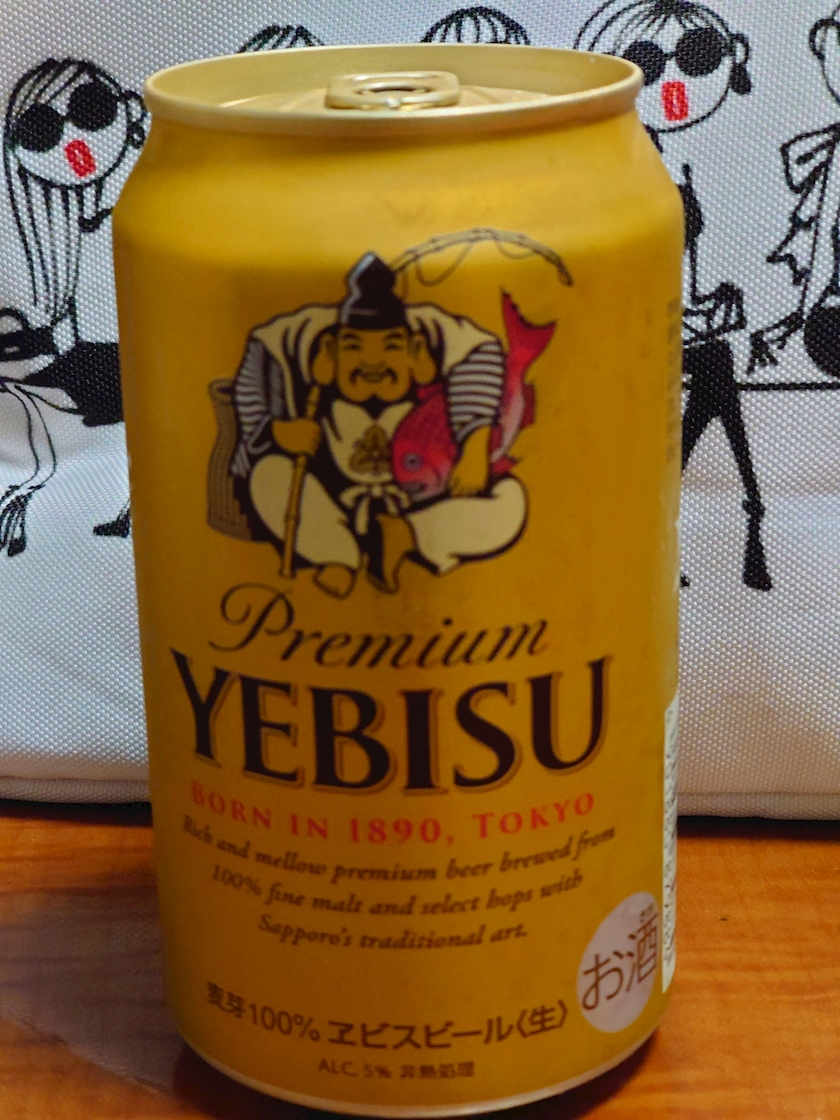 Premium
YEBISU
BORN IN 1890, TOKYO
Rich and mellow premium beer brewed from
100% fine malt and select hops with
Sapporo's traditional art.
お酒
麦芽100% ヱビスビール〈生〉
ALC. 5% 非熱処理